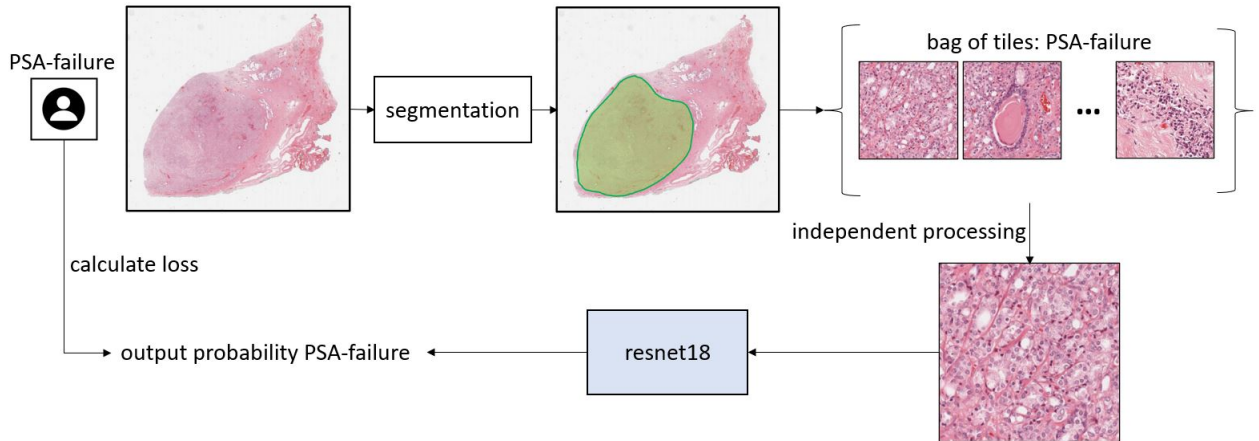 PSA-failure
segmentation
bag of tiles: PSA-failure
...
independent processing
calculate loss
output probability PSA-failure
resnet18